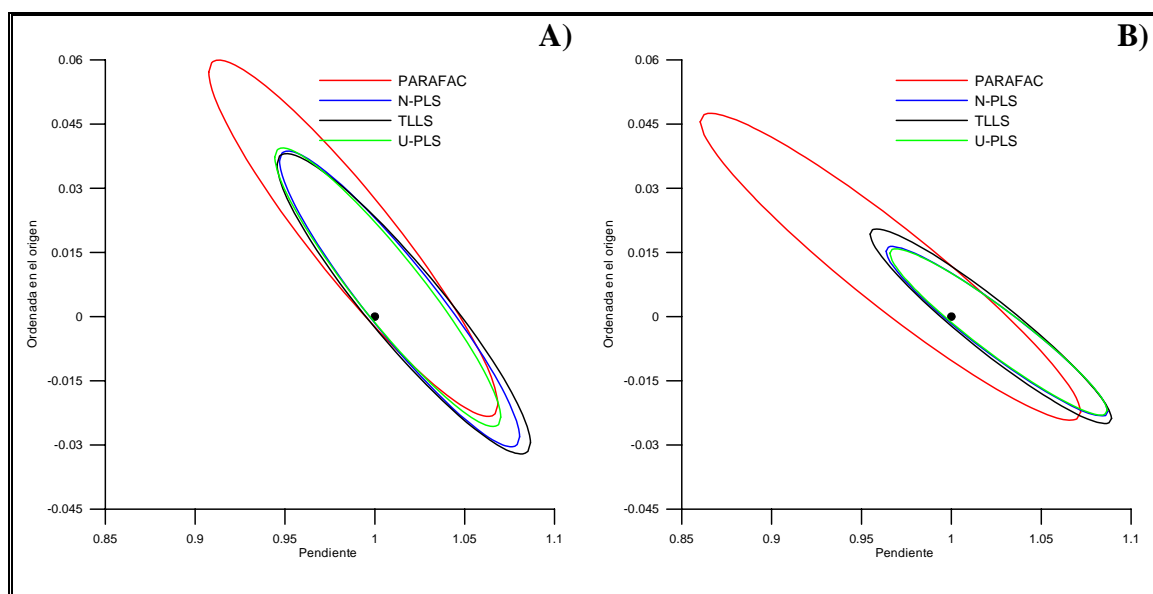 A)
0.06
0.045
0.03
0.015
0
-0.015
-0.03
-0.045
0.85
0.9
0.95
1
1.05
1.1
Pendiente
Ordenada en el origen
PARAFAC
N-PLS
TLLS
U-PLS
B)
0.06
0.045
0.03
0.015
0
-0.015
-0.03
-0.045
0.85
0.9
0.95
1
1.05
1.1
Pendiente
Ordenada en el origen
PARAFAC
N-PLS
TLLS
U-PLS